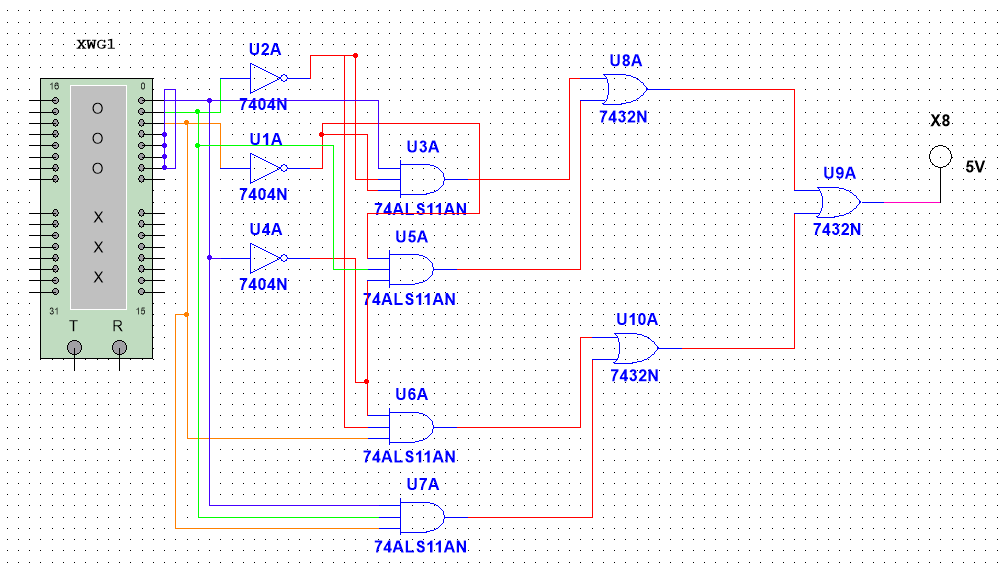 XWG1
16 0
O
O
O
X
X
X
31 15
T R
U2A
7404N
U1A
7404N
U4A
7404N
U3A
74ALS11AN
U5A
74ALS11AN
U6A
74ALS11AN
U7A
74ALS11AN
U8A
7432N
U10A
7432N
U9A
7432N
X8
5V